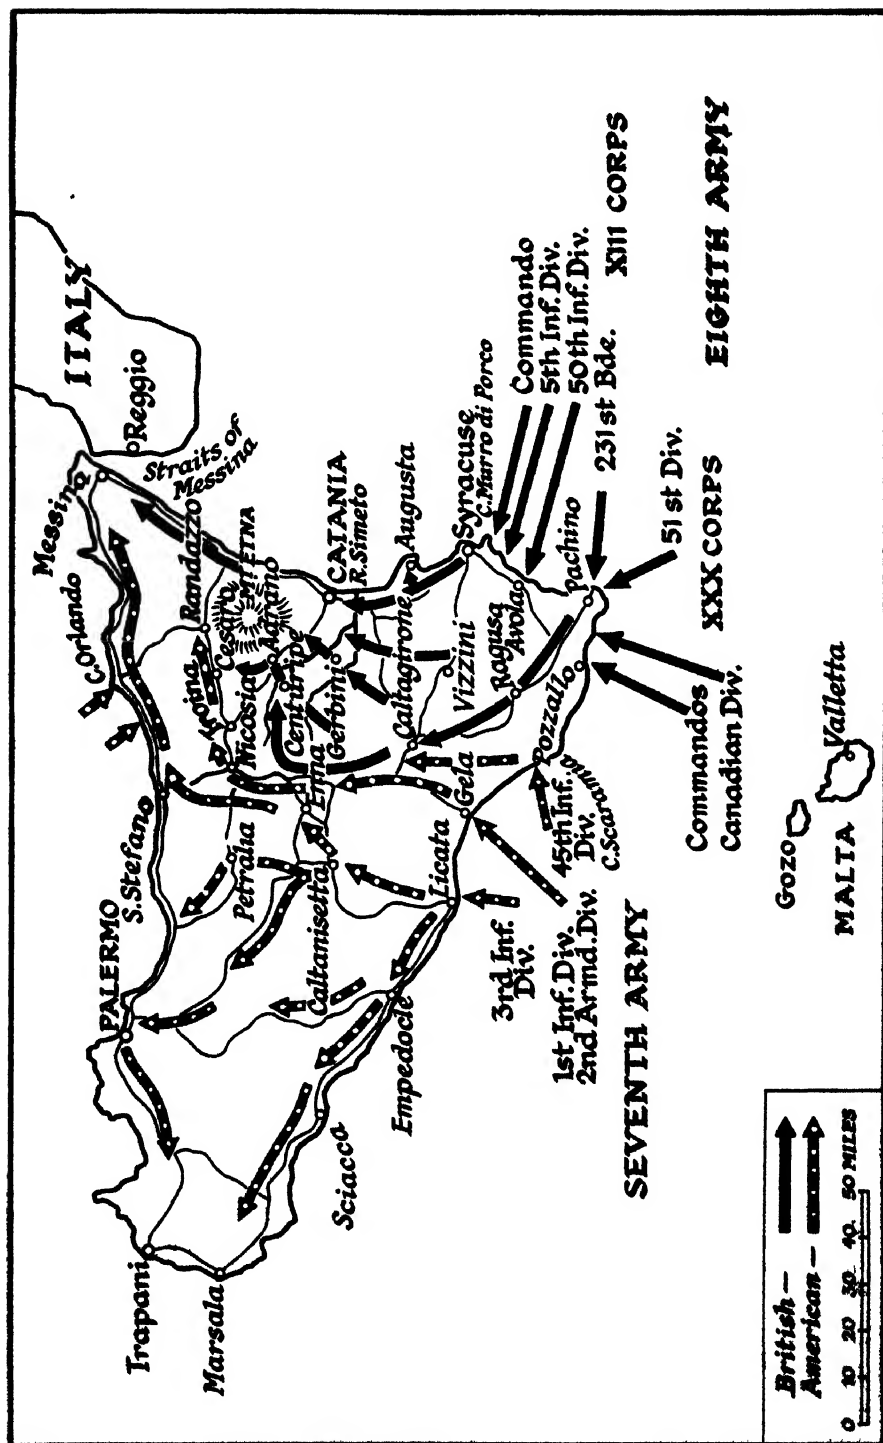 ITALY
Reggio
Messina
Straits of
Messina
C. Orlando
Randazzo
Cesaro
Mt ETNA
Adrano
Troina
Nicosia
Centuripe
Gerbini
CATANIA
R. Simeto
Augusta
S. Stefano
Petralia
Enna
Caltanisetta
PALERMO
Trapani
Marsala
Sciacca
Empedocle
Licata
Gela
Caltagirone
Vizzini
Ragusa
Avola
Syracuse
C. Murro di Porco
Pachino
Pozzallo
C. Scaramia
Commando
5th Inf. Div.
50th Inf. Div.
XIII CORPS
231st Bde.
EIGHTH ARMY
51st Div.
XXX CORPS
Commandos
Canadian Div.
45th Inf.
Div.
1st Inf. Div.
2nd Armd. Div.
3rd Inf.
Div.
SEVENTH ARMY
Gozo
Valletta
MALTA
British –
American –
0 10 20 30 40 50 MILES